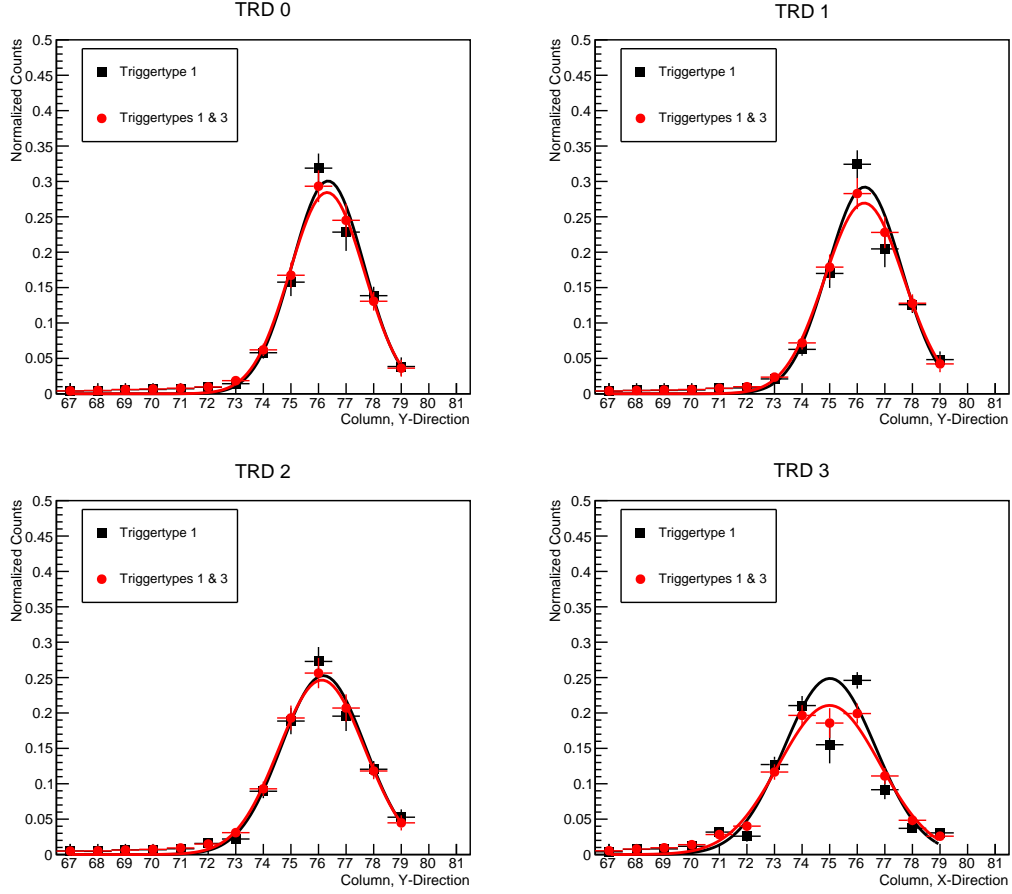 TRD 0
Normalized Counts
0.5
0.45
0.4
0.35
0.3
0.25
0.2
0.15
0.1
0.05
0
Triggertype 1
Triggertypes 1 & 3
67 68 69 70 71 72 73 74 75 76 77 78 79 80 81
Column, Y-Direction
TRD 1
Normalized Counts
0.5
0.45
0.4
0.35
0.3
0.25
0.2
0.15
0.1
0.05
0
Triggertype 1
Triggertypes 1 & 3
67 68 69 70 71 72 73 74 75 76 77 78 79 80 81
Column, Y-Direction
TRD 2
Normalized Counts
0.5
0.45
0.4
0.35
0.3
0.25
0.2
0.15
0.1
0.05
0
Triggertype 1
Triggertypes 1 & 3
67 68 69 70 71 72 73 74 75 76 77 78 79 80 81
Column, Y-Direction
TRD 3
Normalized Counts
0.5
0.45
0.4
0.35
0.3
0.25
0.2
0.15
0.1
0.05
0
Triggertype 1
Triggertypes 1 & 3
67 68 69 70 71 72 73 74 75 76 77 78 79 80 81
Column, X-Direction